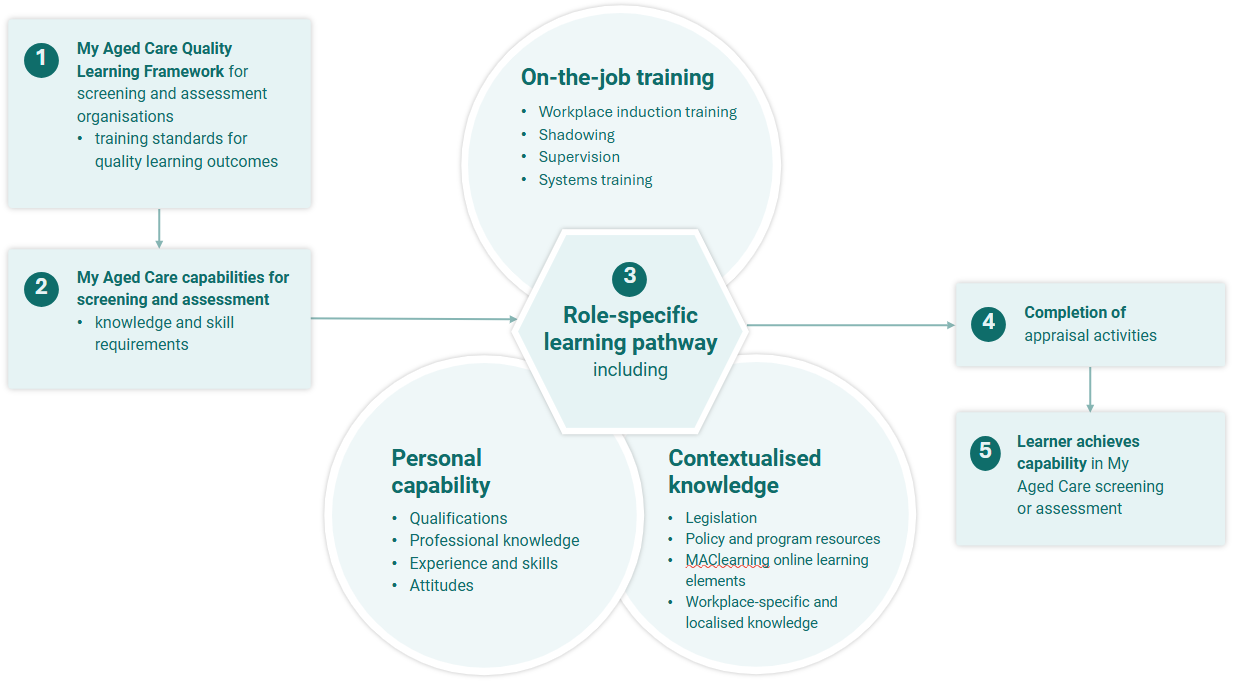 1
My Aged Care Quality
Learning Framework for
screening and assessment
organisations
• training standards for
quality learning outcomes
2
My Aged Care capabilities for
screening and assessment
• knowledge and skill
requirements
On-the-job training
• Workplace induction training
• Shadowing
• Supervision
• Systems training
3
Role-specific
learning pathway
including
Personal
capability
• Qualifications
• Professional knowledge
• Experience and skills
• Attitudes
Contextualised
knowledge
• Legislation
• Policy and program resources
• MAClearning online learning
elements
• Workplace-specific and
localised knowledge
4
Completion of
appraisal activities
5
Learner achieves
capability in My
Aged Care screening
or assessment